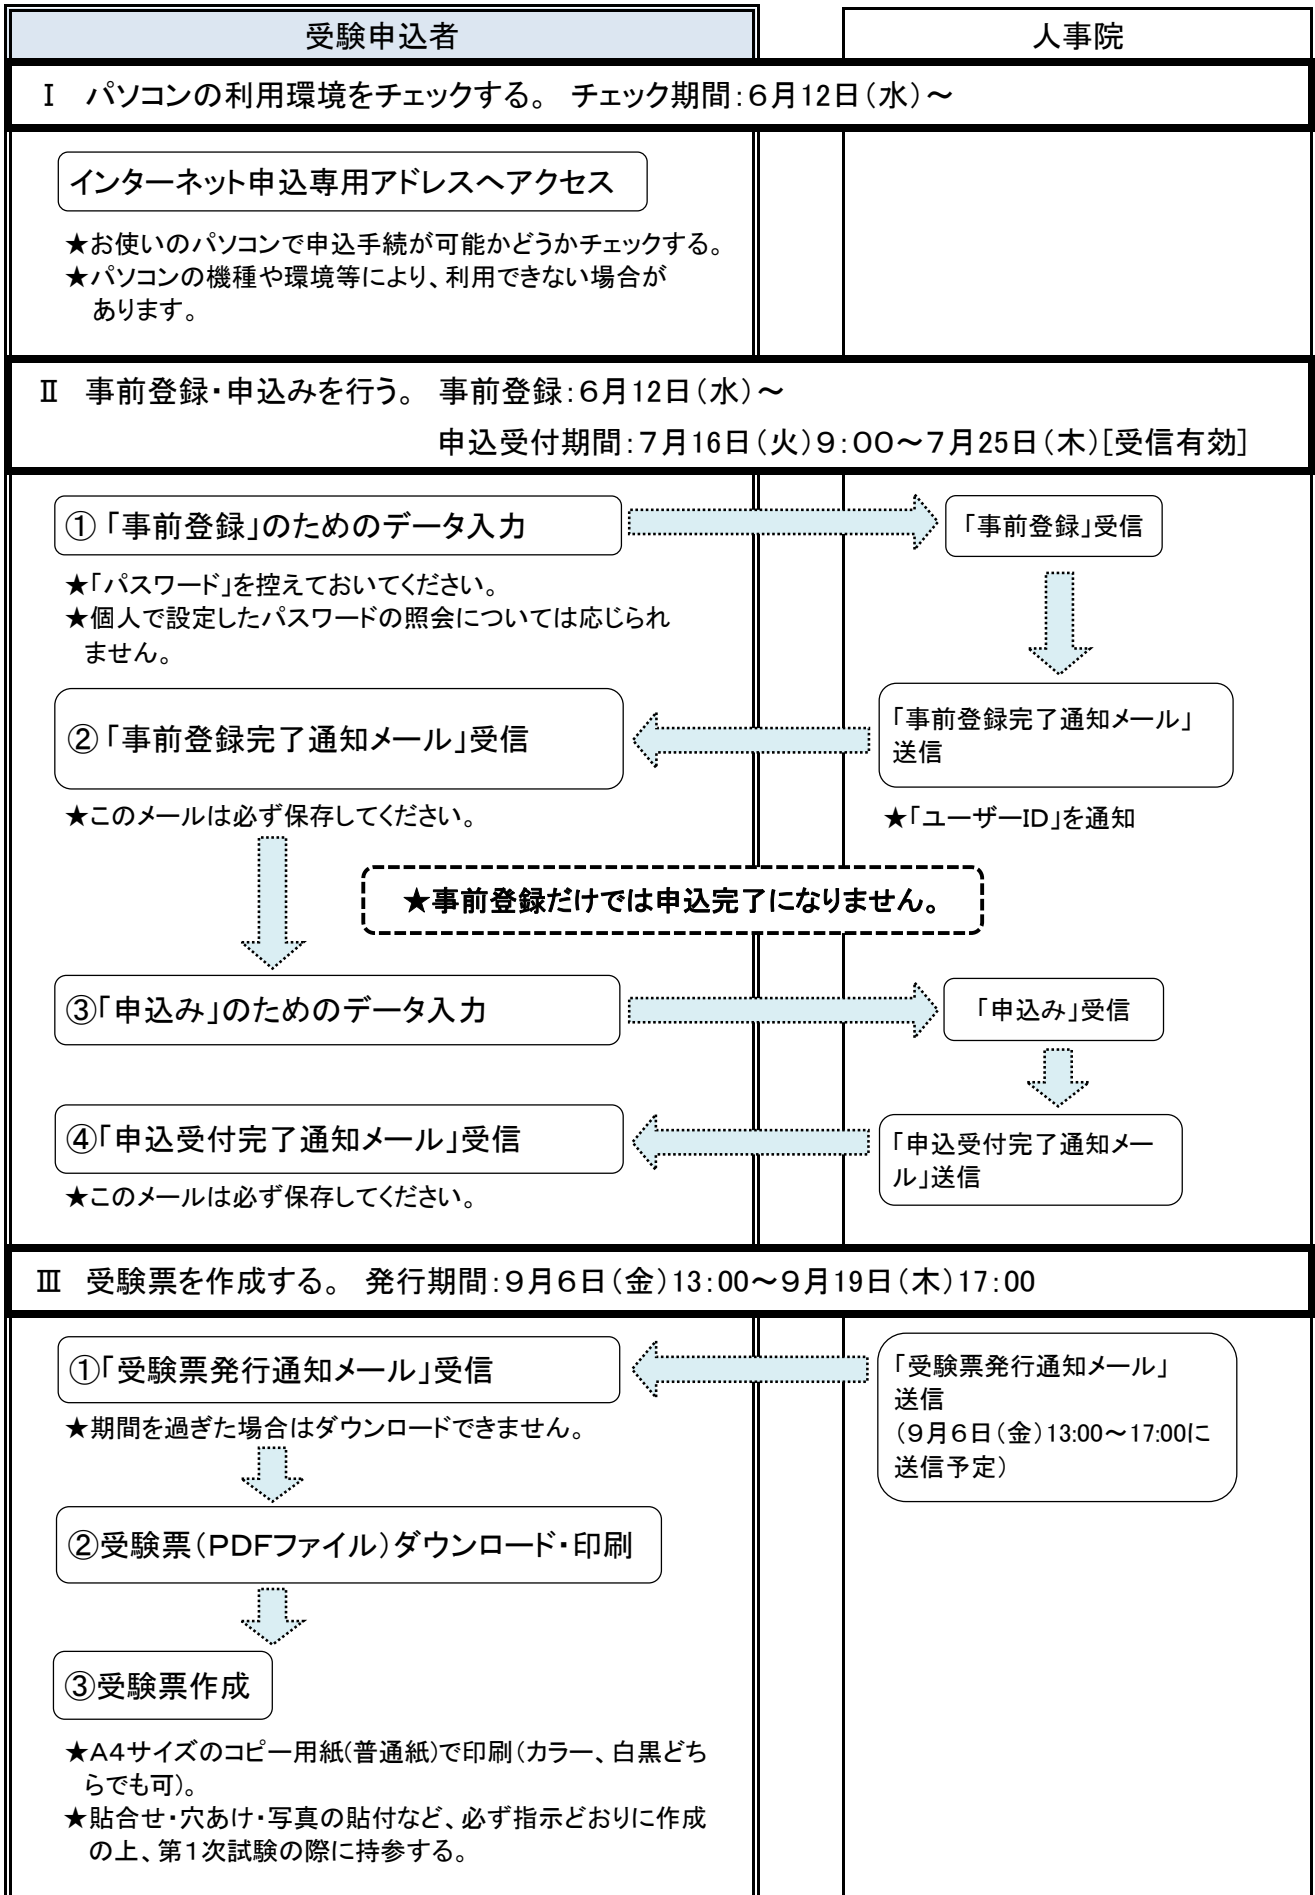 受験申込者
人事院
Ⅰ　パソコンの利用環境をチェックする。　チェック期間：６月12日（水）～
インターネット申込専用アドレスへアクセス
★お使いのパソコンで申込手続が可能かどうかチェックする。
★パソコンの機種や環境等により、利用できない場合が
あります。
Ⅱ　事前登録・申込みを行う。　事前登録：６月12日（水）～
申込受付期間：７月16日（火）９：００～７月25日（木）[受信有効]
①「事前登録」のためのデータ入力
「事前登録」受信
★「パスワード」を控えておいてください。
★個人で設定したパスワードの照会については応じられ
ません。
②「事前登録完了通知メール」受信
「事前登録完了通知メール」
送信
★このメールは必ず保存してください。
★「ユーザーID」を通知
★事前登録だけでは申込完了になりません。
③「申込み」のためのデータ入力
「申込み」受信
④「申込受付完了通知メール」受信
「申込受付完了通知メー
ル」送信
★このメールは必ず保存してください。
Ⅲ　受験票を作成する。　発行期間：９月６日（金）13：00～９月19日（木）17：00
①「受験票発行通知メール」受信
「受験票発行通知メール」
送信
（９月６日（金）13:00～17:00に
送信予定）
★期間を過ぎた場合はダウンロードできません。
②受験票（PDFファイル）ダウンロード・印刷
③受験票作成
★A４サイズのコピー用紙(普通紙)で印刷（カラー、白黒どち
らでも可）。
★貼合せ・穴あけ・写真の貼付など、必ず指示どおりに作成
の上、第１次試験の際に持参する。